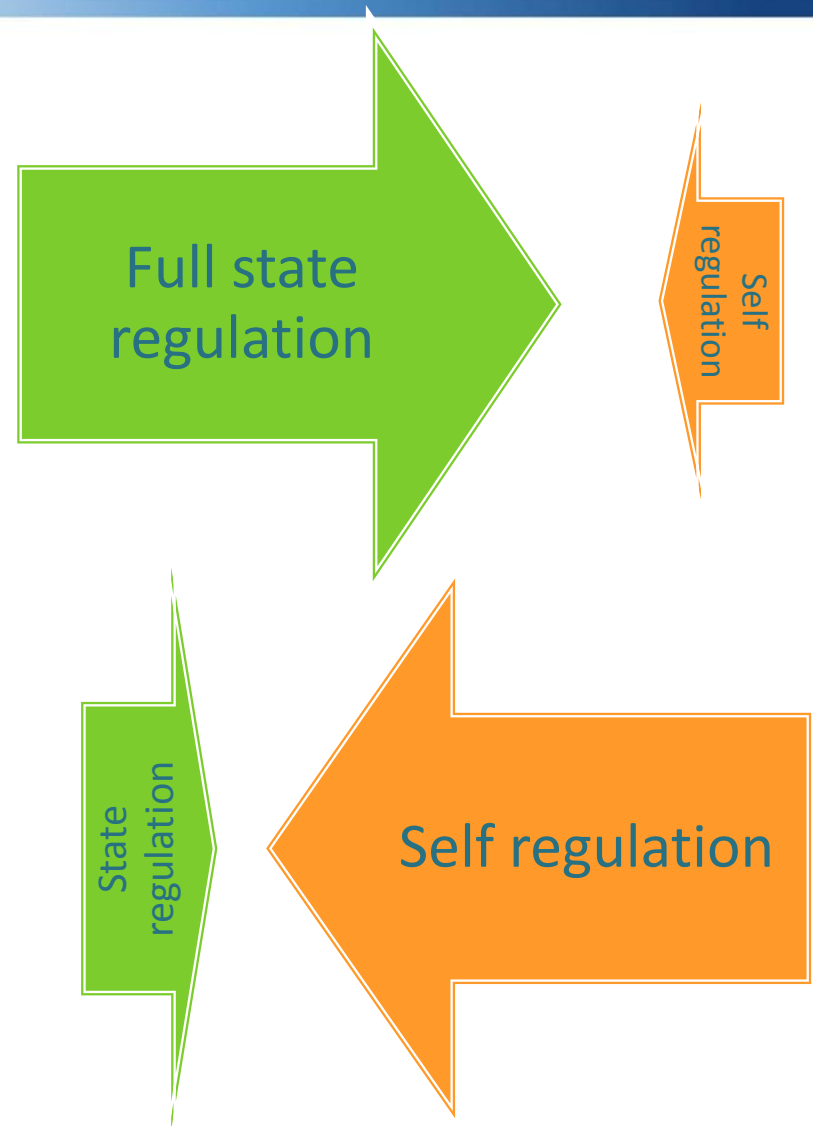 Full state
regulation
Self
regulation
State
regulation
Self regulation